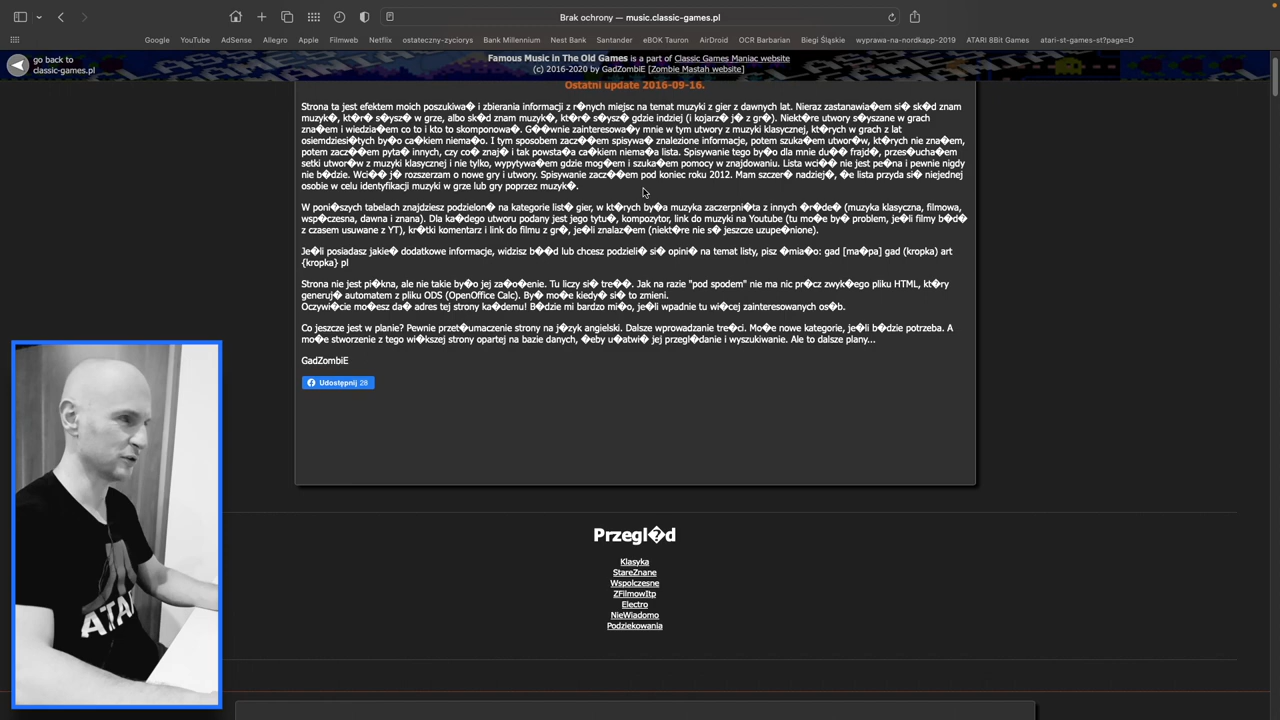 Brak ochrony — music.classic-games.pl
Google YouTube AdSense Allegro Apple Filmweb Netflix ostateczny-zyciorys Bank Millennium Nest Bank Santander eBOK Tauron AirDroid OCR Barbarian Biegi Śląskie wyprawa-na-nordkapp-2019 ATARI 8Bit Games atari-st-games-st?page=D
go back to
classic-games.pl
Famous Music in The Old Games is a part of Classic Games Maniac website
(c) 2016-2020 by GadZombiE [Zombie Mastah website]
Ostatni update 2016-09-16.
Strona ta jest efektem moich poszukiwa� i zbierania informacji z r�nych miejsc na temat muzyki z gier z dawnych lat. Nieraz zastanawia�em si� sk�d znam
muzyk�, kt�r� s�ysz� w grze, albo sk�d znam muzyk�, kt�r� s�ysz� gdzie indziej (i kojarz� j� z gr�). Niekt�re utwory s�yszane w grach
zna�em i wiedzia�em co to i kto to skomponowa�. G��wnie zainteresowa�y mnie w tym utwory z muzyki klasycznej, kt�rych w grach z lat
osiemdziesi�tych by�o ca�kiem niema�o. I tym sposobem zacz��em spisywa� znalezione informacje, potem szuka�em utwor�w, kt�rych nie zna�em,
potem zacz��em pyta� innych, czy co� znaj� i tak powsta�a ca�kiem niema�a lista. Spisywanie tego by�o dla mnie du�� frajd�, przes�ucha�em
setki utwor�w z muzyki klasycznej i nie tylko, wypytywa�em gdzie mog�em i szuka�em pomocy w znajdowaniu. Lista wci�� nie jest pe�na i pewnie nigdy
nie b�dzie. Wci�� j� rozszerzam o nowe gry i utwory. Spisywanie zacz��em pod koniec roku 2012. Mam szczer� nadziej�, �e lista przyda si� niejednej
osobie w celu identyfikacji muzyki w grze lub gry poprzez muzyk�.
W poni�szych tabelach znajdziesz podzielon� na kategorie list� gier, w kt�rych by�a muzyka zaczerpni�ta z innych �r�de� (muzyka klasyczna, filmowa,
wsp�czesna, dawna i znana). Dla ka�dego utworu podany jest jego tytu�, kompozytor, link do muzyki na Youtube (tu mo�e by� problem, je�li filmy b�d�
z czasem usuwane z YT), kr�tki komentarz i link do filmu z gr�, je�li znalaz�em (niekt�re nie s� jeszcze uzupe�nione).
Je�li posiadasz jakie� dodatkowe informacje, widzisz b��d lub chcesz podzieli� si� opini� na temat listy, pisz �mia�o: gad [ma�pa] gad (kropka) art
{kropka} pl
Strona nie jest pi�kna, ale nie takie by�o jej za�o�enie. Tu liczy si� tre��. Jak na razie "pod spodem" nie ma nic pr�cz zwyk�ego pliku HTML, kt�ry
generuj� automatem z pliku ODS (OpenOffice Calc). By� mo�e kiedy� si� to zmieni.
Oczywi�cie mo�esz da� adres tej strony ka�demu! B�dzie mi bardzo mi�o, je�li wpadnie tu wi�cej zainteresowanych os�b.
Co jeszcze jest w planie? Pewnie przet�umaczenie strony na j�zyk angielski. Dalsze wprowadzanie tre�ci. Mo�e nowe kategorie, je�li b�dzie potrzeba. A
mo�e stworzenie z tego wi�kszej strony opartej na bazie danych, �eby u�atwi� jej przegl�danie i wyszukiwanie. Ale to dalsze plany...
GadZombiE
Udostępnij 28
Przegl�d
Klasyka
StareZnane
Wspolczesne
ZFilmowItp
Electro
NieWiadomo
Podziekowania
ATARI